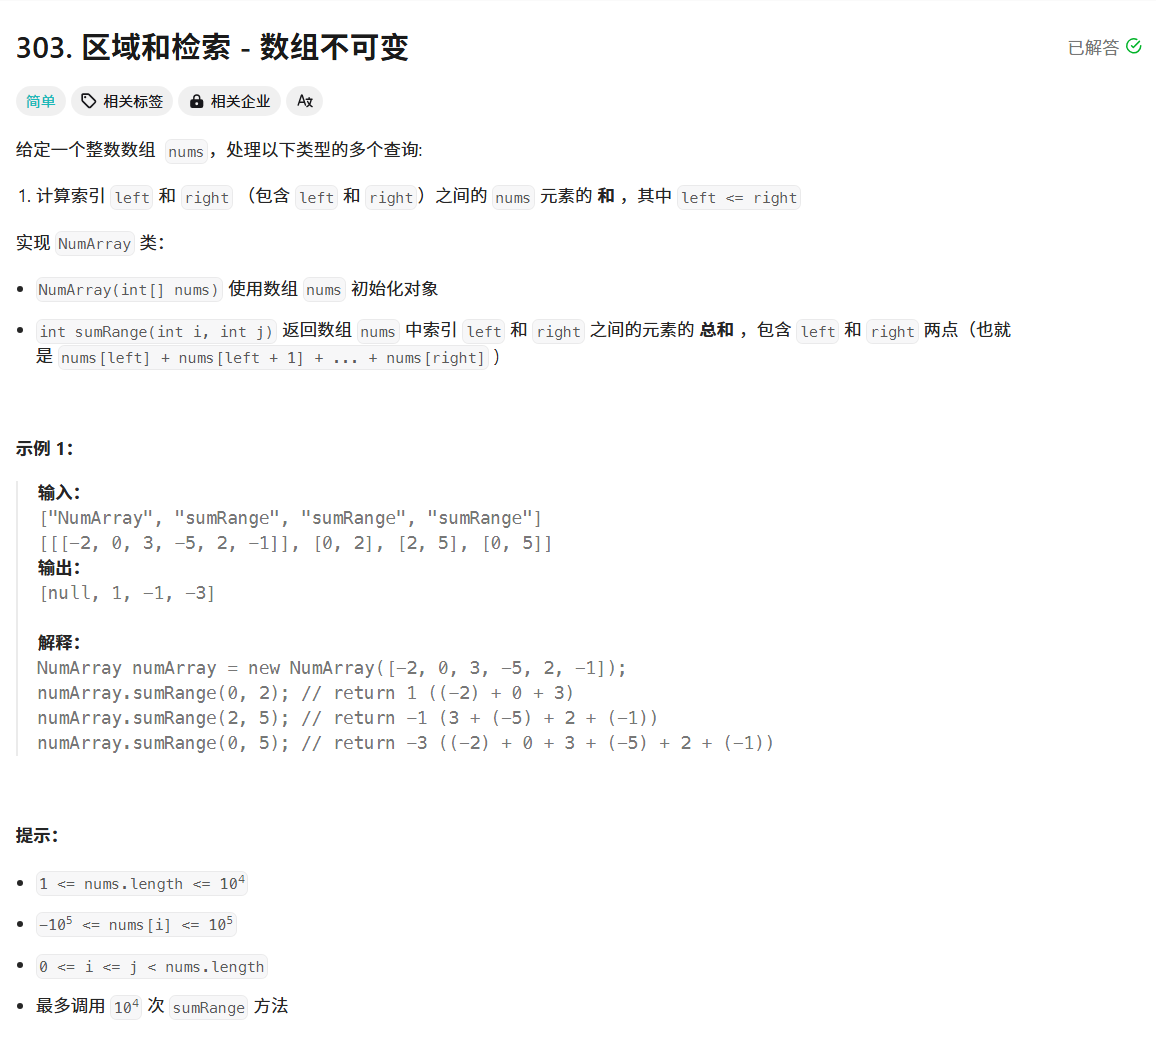 303. 区域和检索 - 数组不可变
已解答
简单 相关标签 相关企业
给定一个整数数组 nums，处理以下类型的多个查询:
1. 计算索引 left 和 right （包含 left 和 right）之间的 nums 元素的 和 ，其中 left <= right
实现 NumArray 类：
• NumArray(int[] nums) 使用数组 nums 初始化对象
• int sumRange(int i, int j) 返回数组 nums 中索引 left 和 right 之间的元素的 总和 ，包含 left 和 right 两点（也就
是 nums[left] + nums[left + 1] + ... + nums[right] )
示例 1：
输入：
["NumArray", "sumRange", "sumRange", "sumRange"]
[[[-2, 0, 3, -5, 2, -1]], [0, 2], [2, 5], [0, 5]]
输出：
[null, 1, -1, -3]
解释：
NumArray numArray = new NumArray([-2, 0, 3, -5, 2, -1]);
numArray.sumRange(0, 2); // return 1 ((-2) + 0 + 3)
numArray.sumRange(2, 5); // return -1 (3 + (-5) + 2 + (-1))
numArray.sumRange(0, 5); // return -3 ((-2) + 0 + 3 + (-5) + 2 + (-1))
提示：
• 1 <= nums.length <= 10⁴
• -10⁵ <= nums[i] <= 10⁵
• 0 <= i <= j < nums.length
• 最多调用 10⁴ 次 sumRange 方法